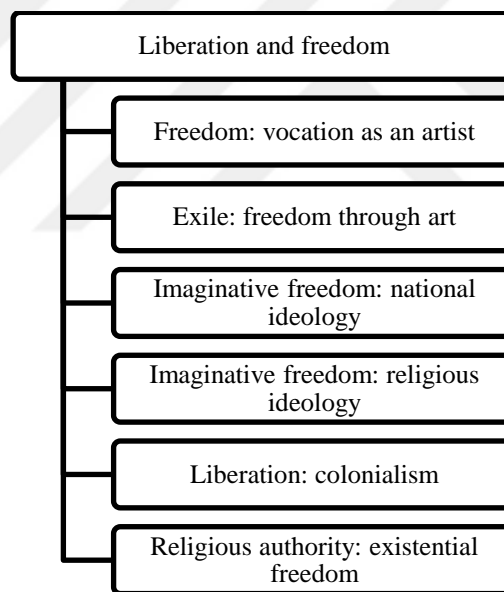 Liberation and freedom
Freedom: vocation as an artist
Exile: freedom through art
Imaginative freedom: national
ideology
Imaginative freedom: religious
ideology
Liberation: colonialism
Religious authority: existential
freedom